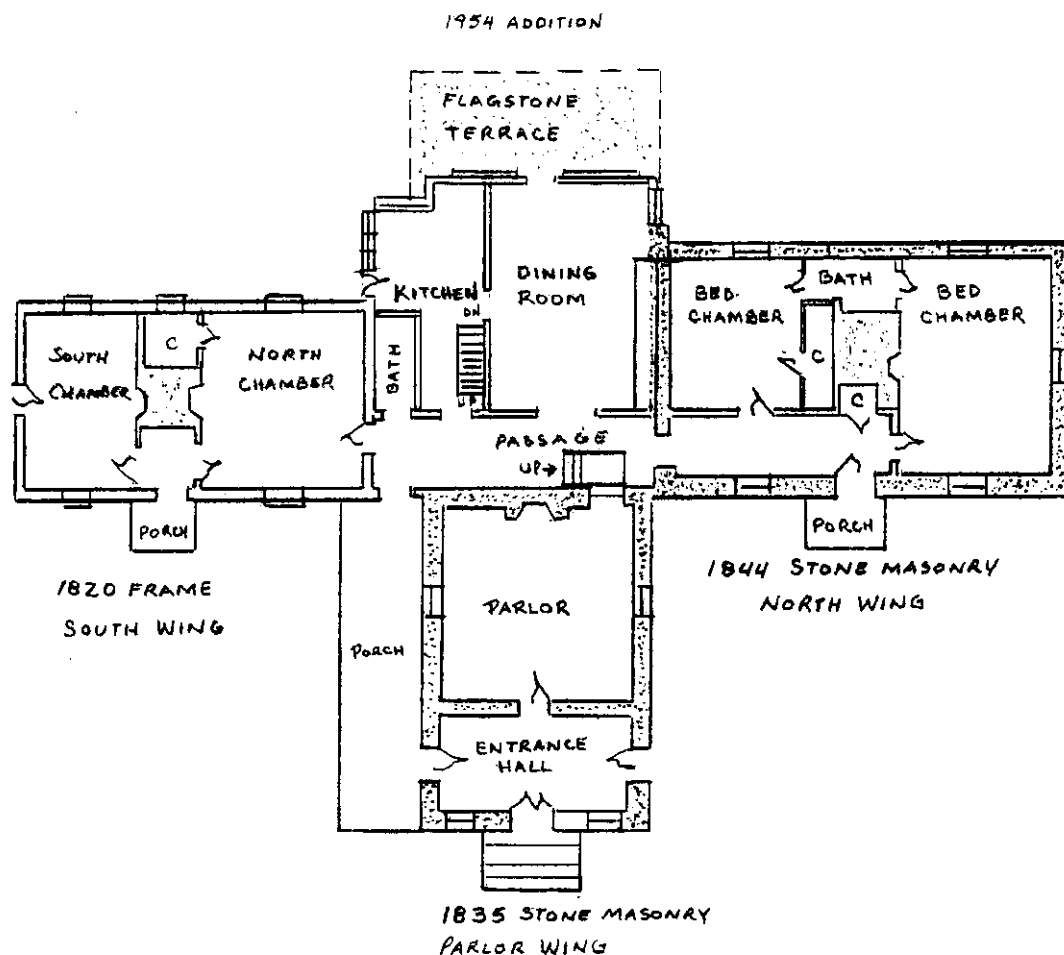 1954 ADDITION
FLAGSTONE
TERRACE
KITCHEN
DN
DINING
ROOM
BATH
BED
CHAMBER
BATH
BED
CHAMBER
C
C
SOUTH
CHAMBER
C
NORTH
CHAMBER
BATH
PASSAGE
UP
PORCH
PORCH
1820 FRAME
SOUTH WING
PARLOR
1844 STONE MASONRY
NORTH WING
PORCH
ENTRANCE
HALL
1835 STONE MASONRY
PARLOR WING